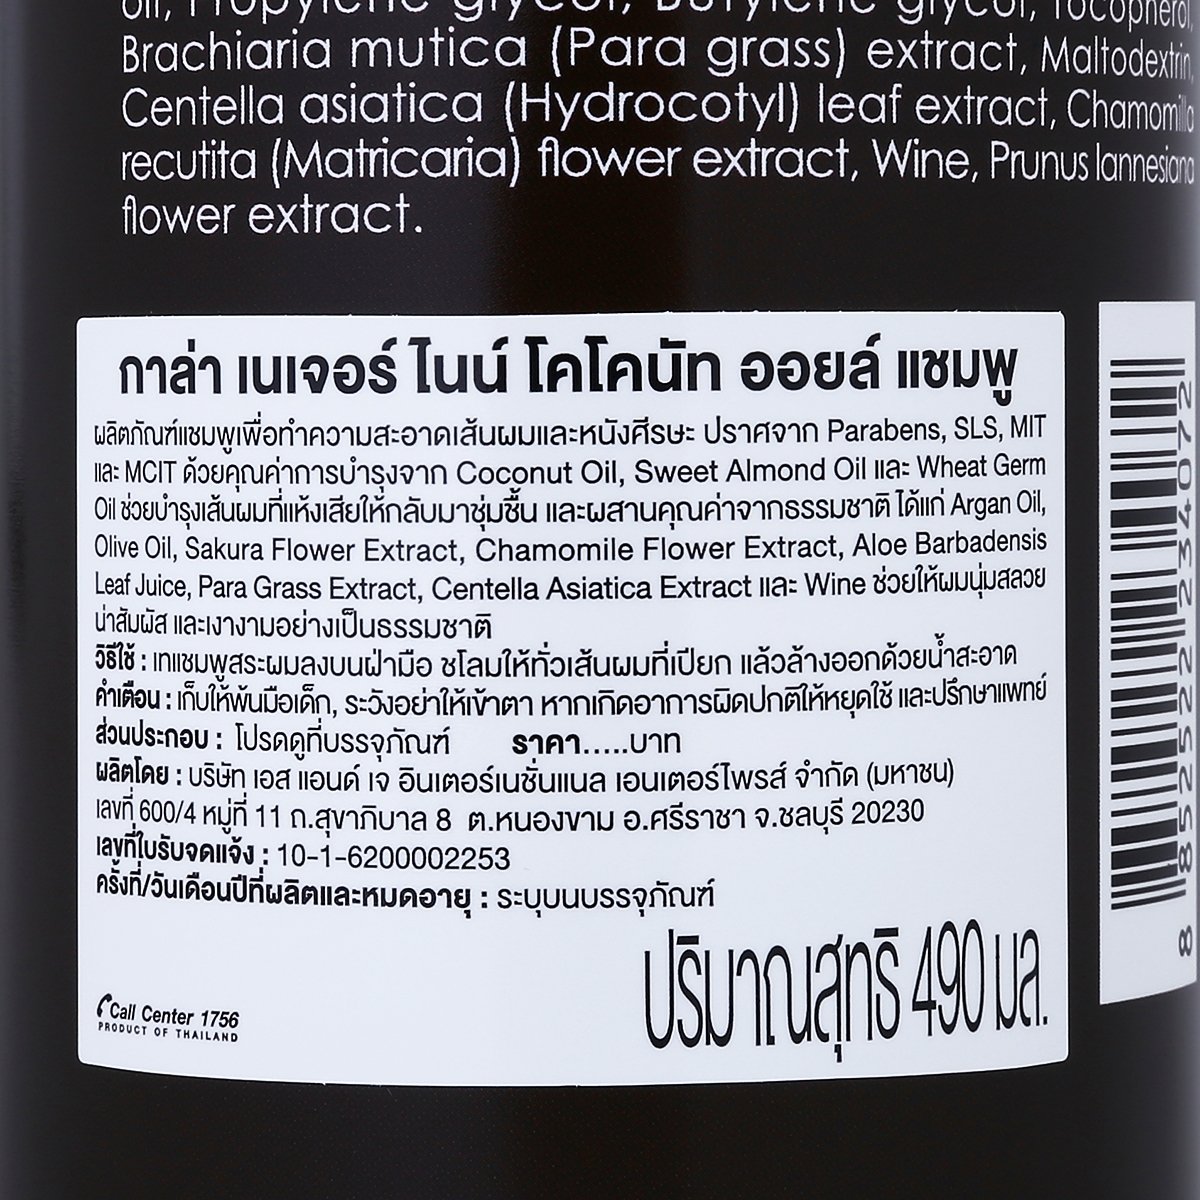 oil, Propylene glycol, Butylene glycol, Tocopherol,
Brachiaria mutica (Para grass) extract, Maltodextrin,
Centella asiatica (Hydrocotyl) leaf extract, Chamomilla
recutita (Matricaria) flower extract, Wine, Prunus lannesiana
flower extract.
กาล่า เนเจอร์ ไนน์ โคโคนัท ออยล์ แชมพู
ผลิตภัณฑ์แชมพูเพื่อทำความสะอาดเส้นผมและหนังศีรษะ ปราศจาก Parabens, SLS, MIT
และ MCIT ด้วยคุณค่าการบำรุงจาก Coconut Oil, Sweet Almond Oil และ Wheat Germ
Oil ช่วยบำรุงเส้นผมที่แห้งเสียให้กลับมาชุ่มชื้น และผสานคุณค่าจากธรรมชาติ ได้แก่ Argan Oil,
Olive Oil, Sakura Flower Extract, Chamomile Flower Extract, Aloe Barbadensis
Leaf Juice, Para Grass Extract, Centella Asiatica Extract และ Wine ช่วยให้ผมนุ่มสลวย
น่าสัมผัส และเงางามอย่างเป็นธรรมชาติ
วิธีใช้ : เทแชมพูสระผมลงบนฝ่ามือ ชโลมให้ทั่วเส้นผมที่เปียก แล้วล้างออกด้วยน้ำสะอาด
คำเตือน : เก็บให้พ้นมือเด็ก, ระวังอย่าให้เข้าตา หากเกิดอาการผิดปกติให้หยุดใช้ และปรึกษาแพทย์
ส่วนประกอบ : โปรดดูที่บรรจุภัณฑ์ ราคา.....บาท
ผลิตโดย : บริษัท เอส แอนด์ เจ อินเตอร์เนชั่นแนล เอนเตอร์ไพรส์ จำกัด (มหาชน)
เลขที่ 600/4 หมู่ที่ 11 ถ.สุขาภิบาล 8 ต.หนองขาม อ.ศรีราชา จ.ชลบุรี 20230
เลขที่ใบรับจดแจ้ง : 10-1-6200002253
ครั้งที่/วันเดือนปีที่ผลิตและหมดอายุ : ระบุบนบรรจุภัณฑ์
ปริมาณสุทธิ 490 มล.
Call Center 1756
PRODUCT OF THAILAND
8 852522 234072